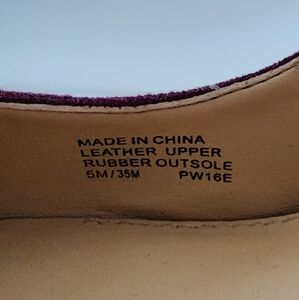 MADE IN CHINA
LEATHER UPPER
RUBBER OUTSOLE
5M/35M PW16E